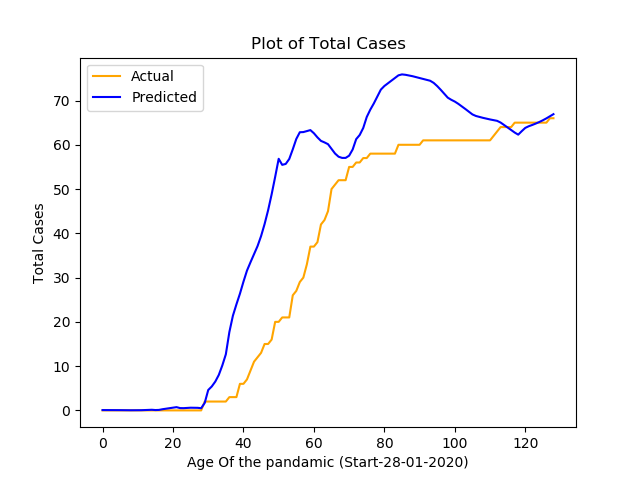 Plot of Total Cases
Actual
Predicted
Total Cases
70
60
50
40
30
20
10
0
0 20 40 60 80 100 120
Age Of the pandamic (Start-28-01-2020)